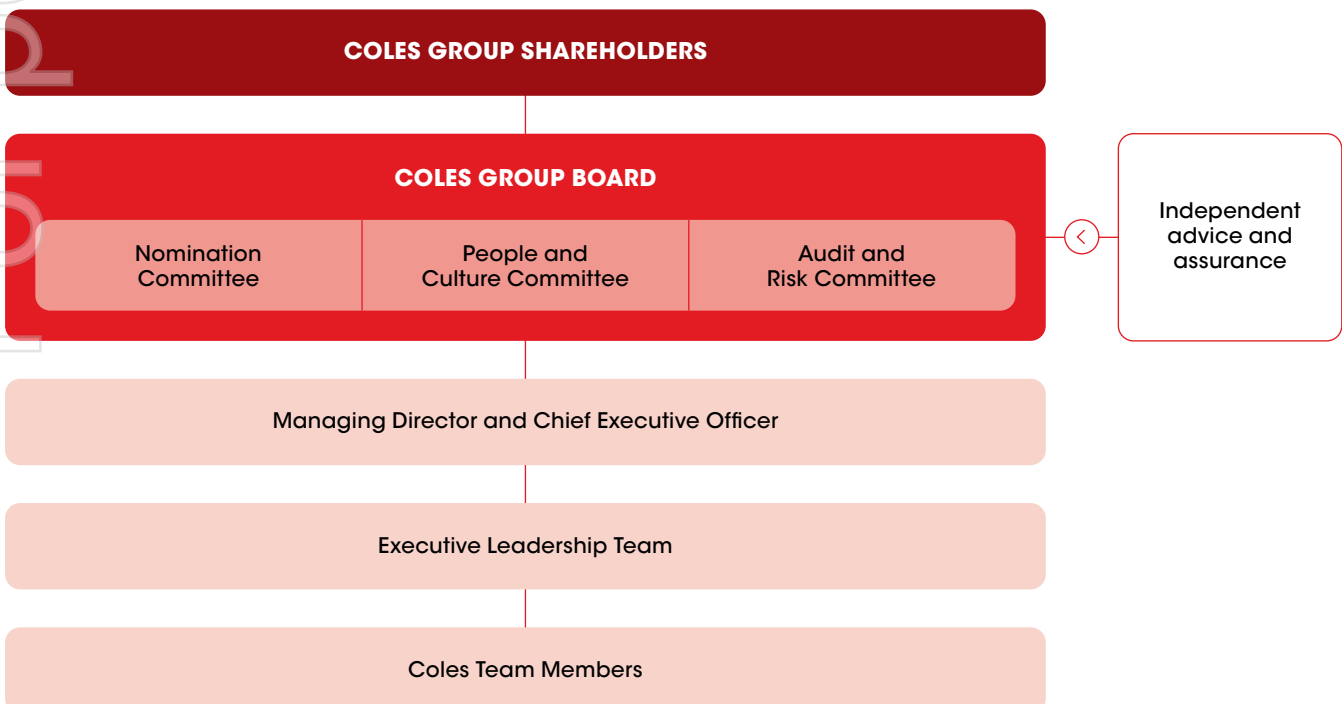 COLES GROUP SHAREHOLDERS
COLES GROUP BOARD
Nomination
Committee
People and
Culture Committee
Audit and
Risk Committee
Independent
advice and
assurance
Managing Director and Chief Executive Officer
Executive Leadership Team
Coles Team Members